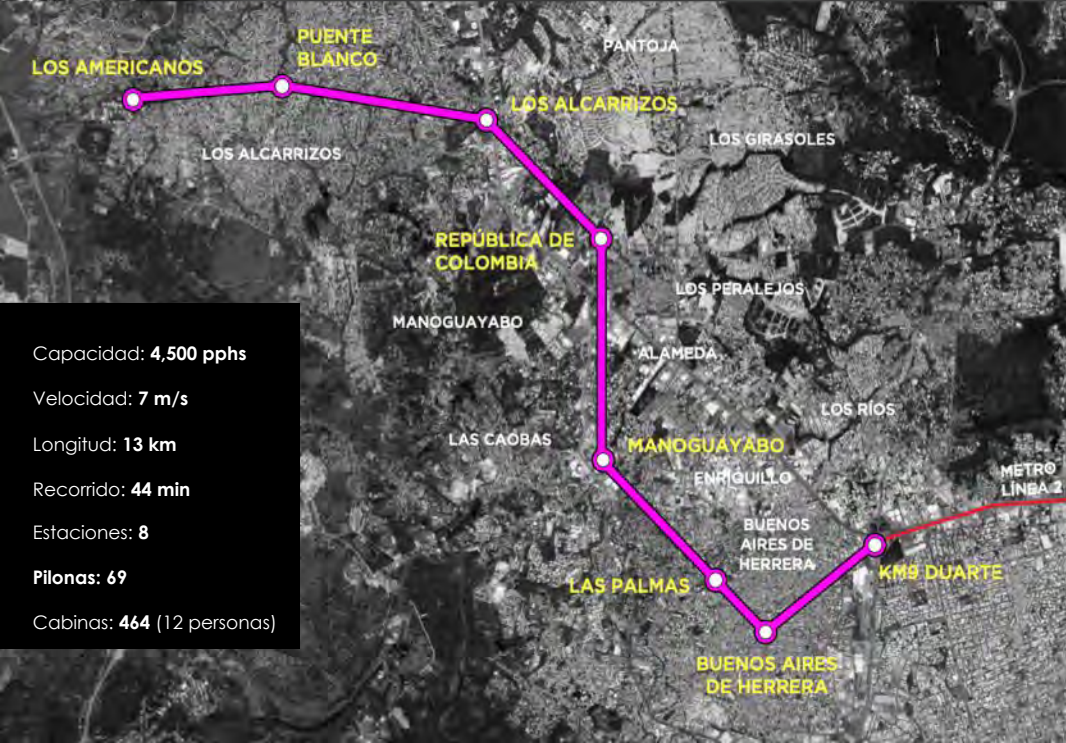 PUENTE
BLANCO
LOS AMERICANOS
PANTOJA
LOS ALCARRIZOS
LOS ALCARRIZOS
LOS GIRASOLES
REPÚBLICA DE
COLOMBIA
LOS PERALEJOS
MANOGUAYABO
ALAMEDA
LOS RÍOS
LAS CAOBAS
MANOGUAYABO
ENRIQUILLO
METRO
LÍNEA 2
BUENOS
AIRES DE
HERRERA
KM9 DUARTE
LAS PALMAS
BUENOS AIRES
DE HERRERA
Capacidad: 4,500 pphs
Velocidad: 7 m/s
Longitud: 13 km
Recorrido: 44 min
Estaciones: 8
Pilonas: 69
Cabinas: 464 (12 personas)